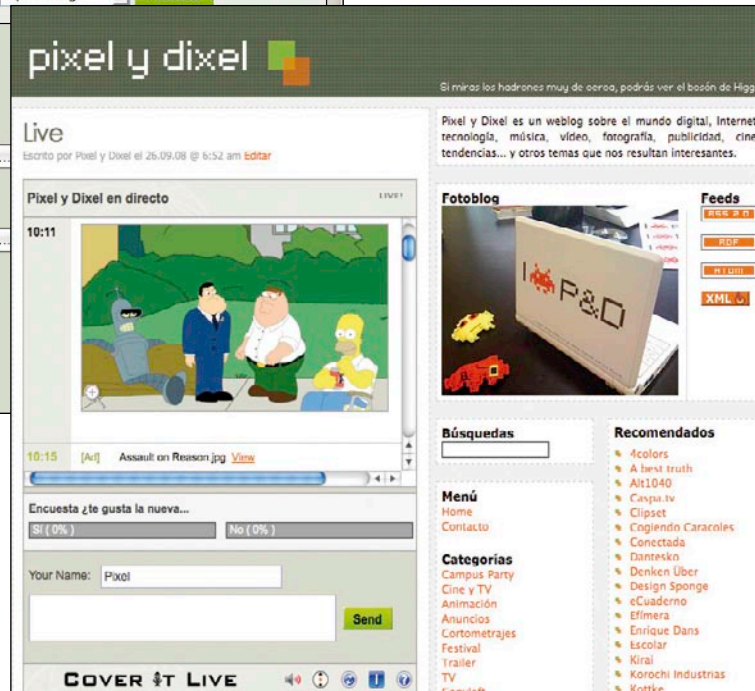 pixel y dixel
Si miras los hadrones muy de cerca, podrás ver el bosón de Higg
Live
Escrito por Pixel y Dixel el 26.09.08 @ 6:52 am Editar
Pixel y Dixel es un weblog sobre el mundo digital, Internet
tecnología, música, vídeo, fotografía, publicidad, cine
tendencias... y otros temas que nos resultan interesantes.
Pixel y Dixel en directo
LIVE!
10:11
10:15 [Ad] Assault on Reason.jpg View
Encuesta ¿te gusta la nueva...
Sí ( 0% )
No ( 0% )
Your Name: Pixel
Send
COVER IT LIVE
Fotoblog
I P&D
Feeds
RSS 2.0
RDF
ATOM
XML
Búsquedas
Menú
Home
Contacto
Categorías
Campus Party
Cine y TV
Animación
Anuncios
Cortometrajes
Festival
Trailer
TV
Copyleft
Recomendados
4colors
A best truth
Alt1040
Caspa.tv
Clipset
Cogiendo Caracoles
Conectada
Dantesko
Denken Über
Design Sponge
eCuaderno
Efímera
Enrique Dans
Escolar
Kirai
Korochi Industrias
Kottke